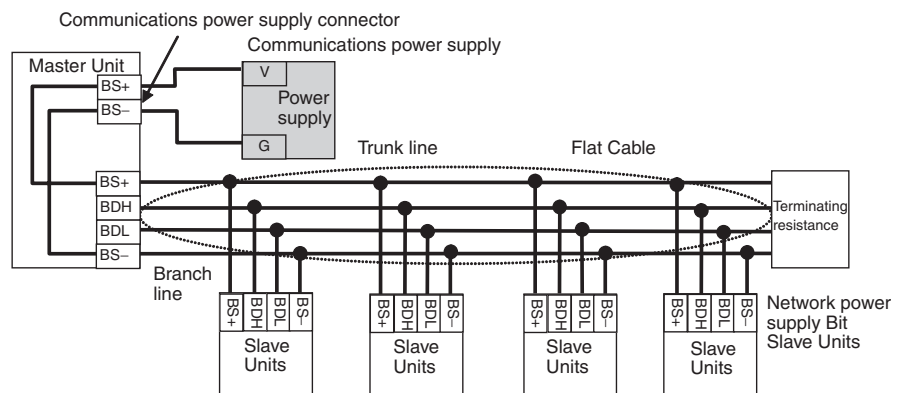 Communications power supply connector
Communications power supply
Master Unit
BS+
BS−
V
Power
supply
G
Trunk line
Flat Cable
BS+
BDH
BDL
BS−
Terminating
resistance
Branch
line
BS+ BDH BDL BS−
BS+ BDH BDL BS−
BS+ BDH BDL BS−
BS+ BDH BDL BS−
Slave
Units
Slave
Units
Slave
Units
Slave
Units
Network power
supply Bit
Slave Units